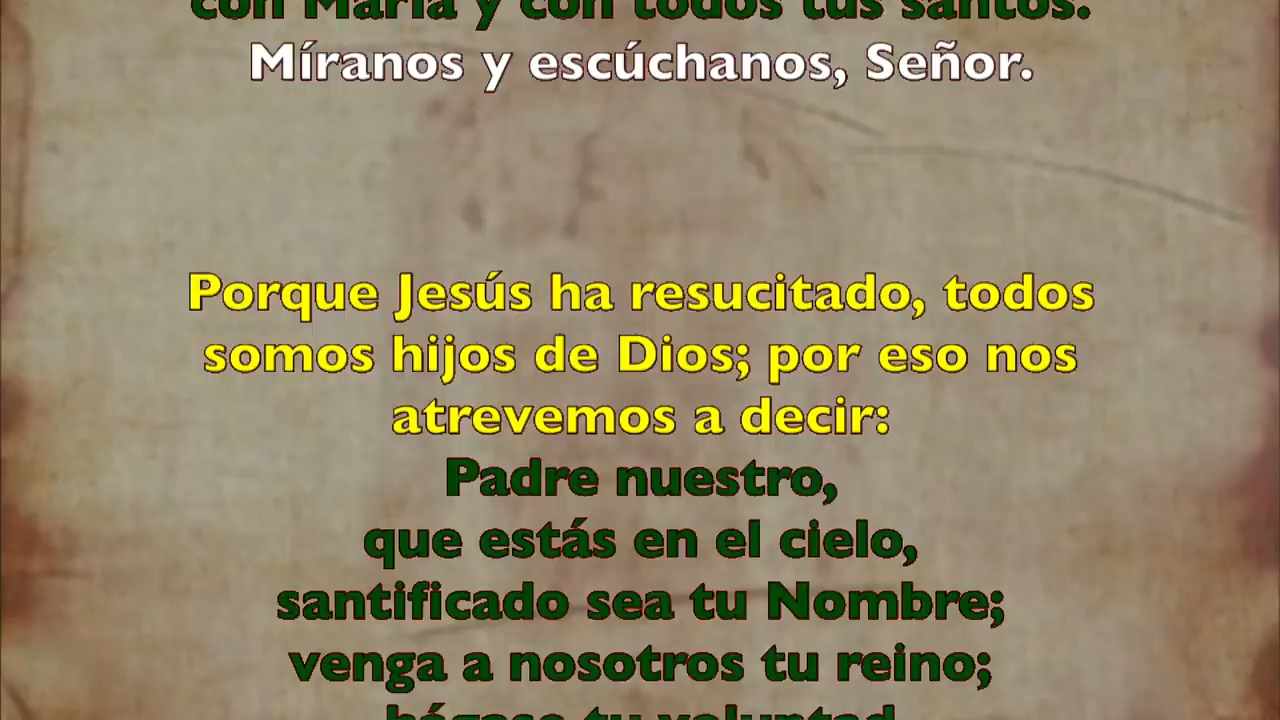 con María y con todos tus santos.
Míranos y escúchanos, Señor.
Porque Jesús ha resucitado, todos
somos hijos de Dios; por eso nos
atrevemos a decir:
Padre nuestro,
que estás en el cielo,
santificado sea tu Nombre;
venga a nosotros tu reino;
hágase tu voluntad